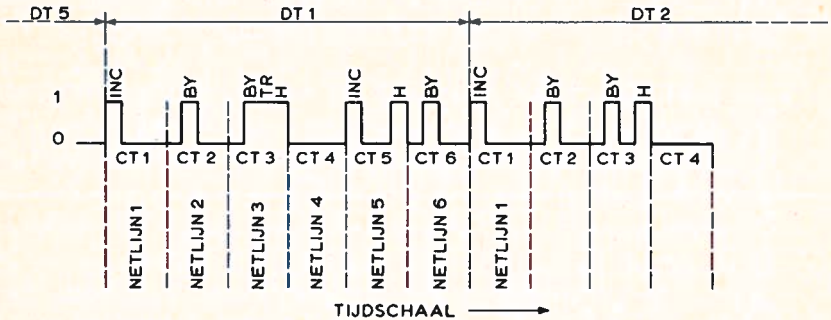 DT 5 DT 1 DT 2
INC BY BY TR H INC H BY INC BY BY H
1
0
CT 1 CT 2 CT 3 CT 4 CT 5 CT 6 CT 1 CT 2 CT 3 CT 4
NETLIJN 1 NETLIJN 2 NETLIJN 3 NETLIJN 4 NETLIJN 5 NETLIJN 6 NETLIJN 1
TIJDSCHAAL